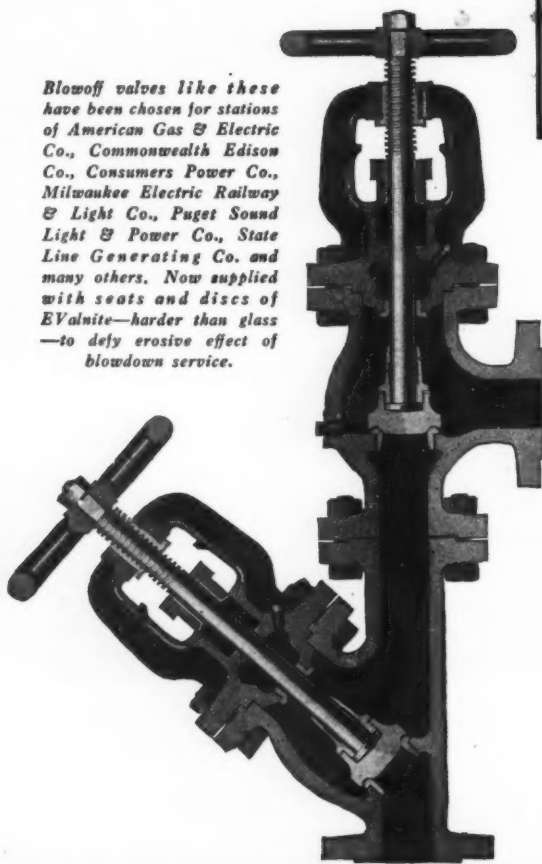 Blowoff valves like these
have been chosen for stations
of American Gas & Electric
Co., Commonwealth Edison
Co., Consumers Power Co.,
Milwaukee Electric Railway
& Light Co., Puget Sound
Light & Power Co., State
Line Generating Co. and
many others. Now supplied
with seats and discs of
EValnite—harder than glass
—to defy erosive effect of
blowdown service.